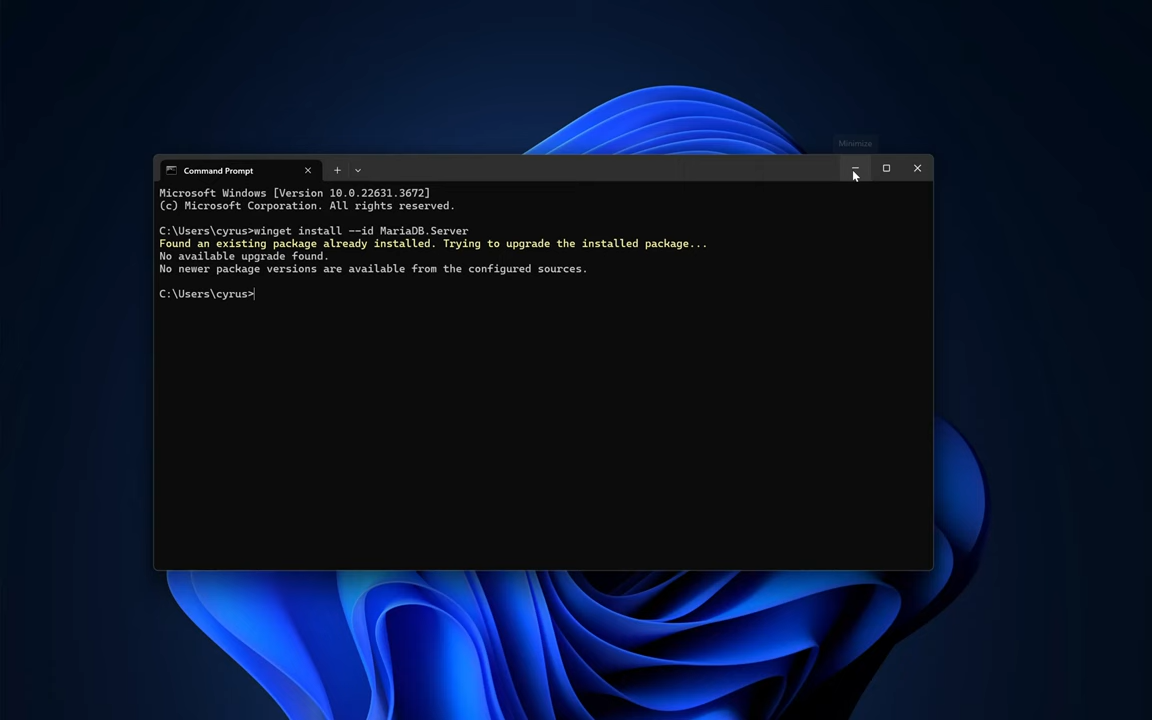 Minimize
Command Prompt
Microsoft Windows [Version 10.0.22631.3672]
(c) Microsoft Corporation. All rights reserved.
C:\Users\cyrus>winget install --id MariaDB.Server
Found an existing package already installed. Trying to upgrade the installed package...
No available upgrade found.
No newer package versions are available from the configured sources.
C:\Users\cyrus>